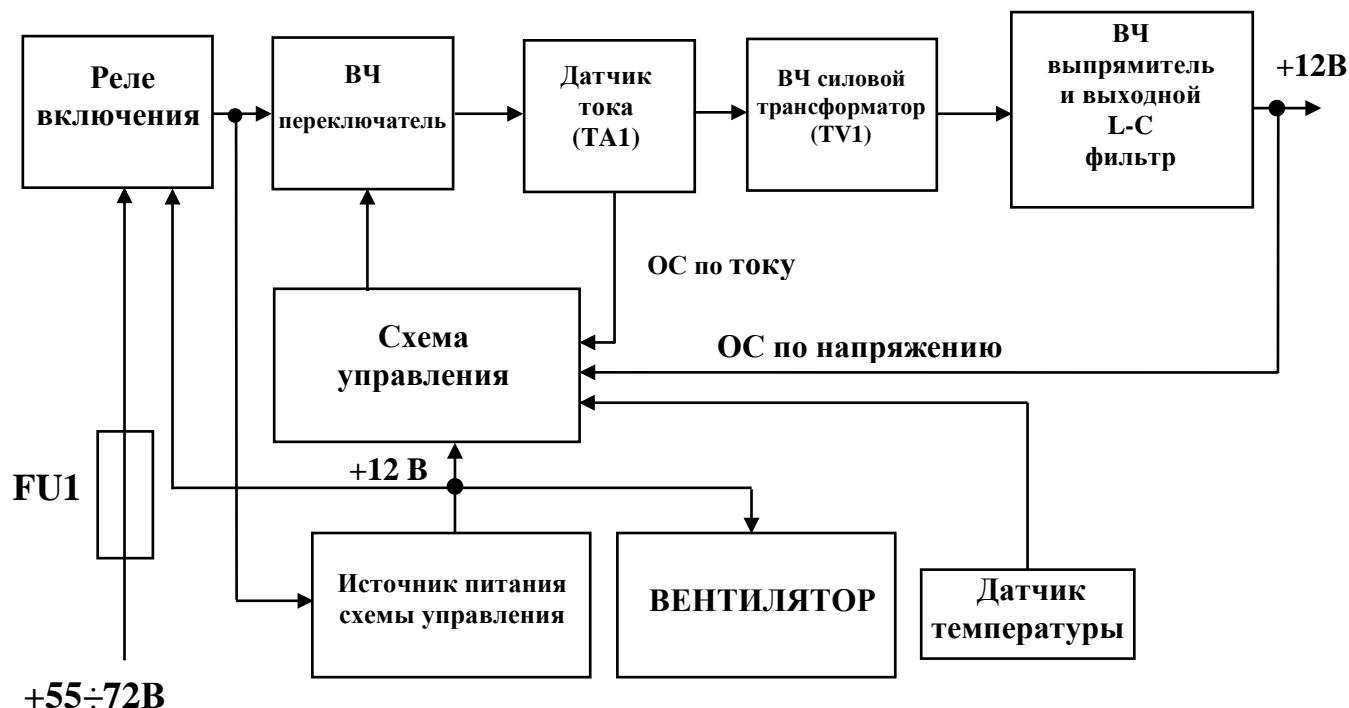 Реле
включения
ВЧ
переключатель
Датчик
тока
(ТА1)
ВЧ силовой
трансформатор
(TV1)
ВЧ
выпрямитель
и выходной
L-C
фильтр
+12В
ОС по току
Схема
управления
ОС по напряжению
+12 В
FU1
Источник питания
схемы управления
ВЕНТИЛЯТОР
Датчик
температуры
+55÷72В